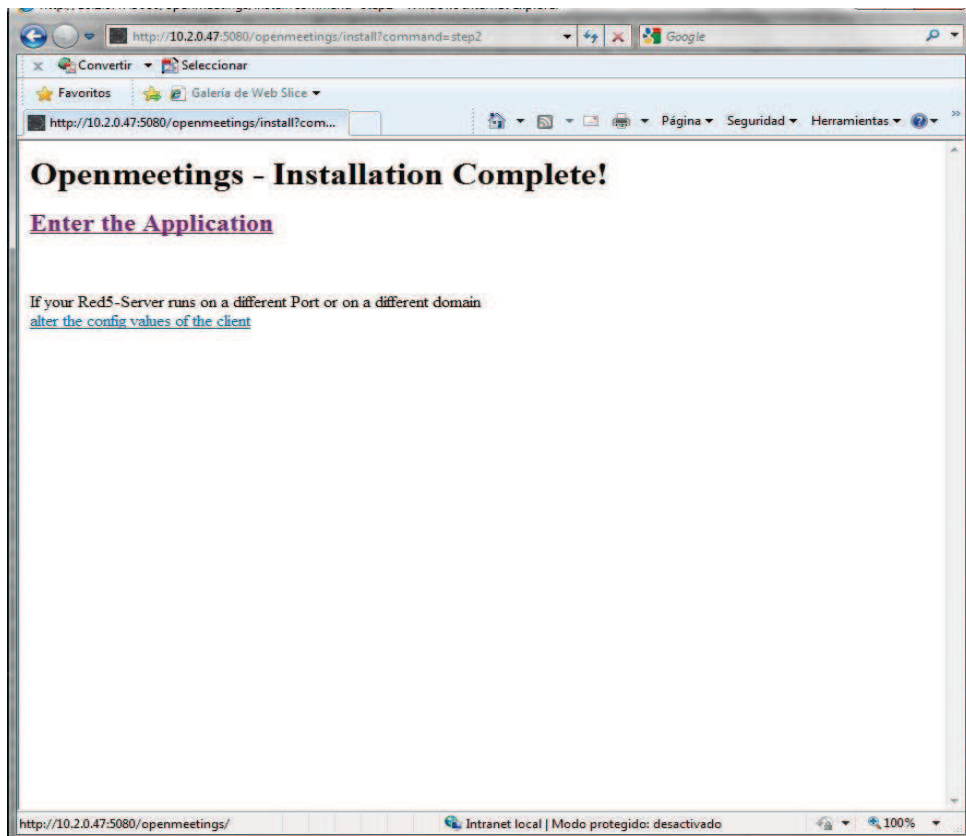 http://10.2.0.47:5080/openmeetings/install?command=step2
Google
x Convertir Seleccionar
Favoritos Galería de Web Slice
http://10.2.0.47:5080/openmeetings/install?com...
Página Seguridad Herramientas »
Openmeetings - Installation Complete!
Enter the Application
If your Red5-Server runs on a different Port or on a different domain
alter the config values of the client
http://10.2.0.47:5080/openmeetings/
Intranet local | Modo protegido: desactivado
100%